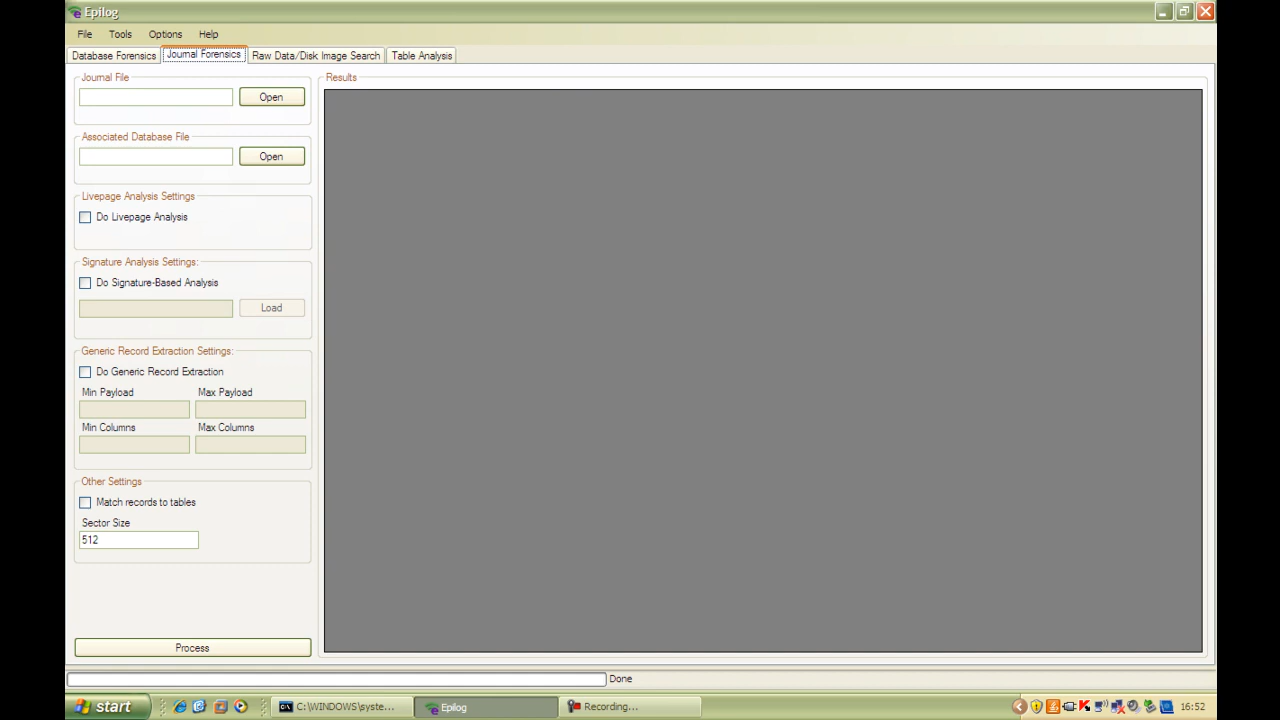 Epilog
File Tools Options Help
Database Forensics Journal Forensics Raw Data/Disk Image Search Table Analysis
Journal File
Open
Associated Database File
Open
Livepage Analysis Settings
Do Livepage Analysis
Signature Analysis Settings:
Do Signature-Based Analysis
Load
Generic Record Extraction Settings:
Do Generic Record Extraction
Min Payload Max Payload
Min Columns Max Columns
Other Settings
Match records to tables
Sector Size
512
Process
Results
Done
start C:\WINDOWS\syste... Epilog Recording... 16:52